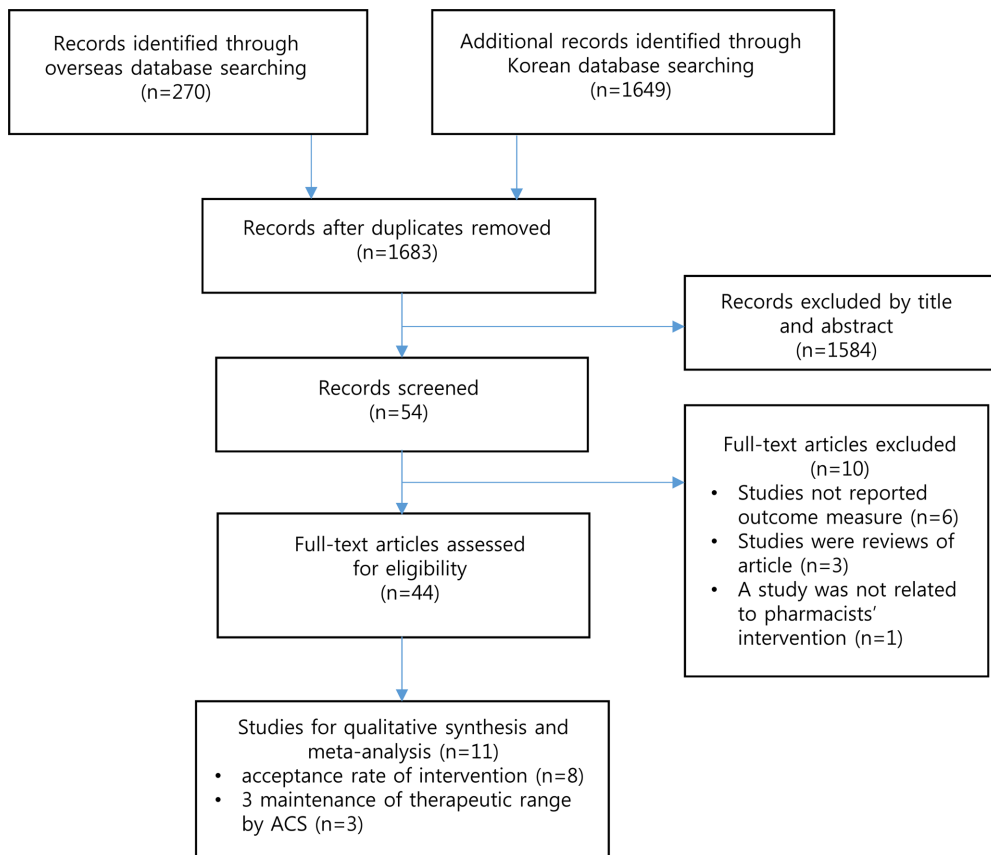 Records identified through
overseas database searching
(n=270)
Additional records identified through
Korean database searching
(n=1649)
Records after duplicates removed
(n=1683)
Records excluded by title
and abstract
(n=1584)
Records screened
(n=54)
Full-text articles excluded
(n=10)
• Studies not reported
outcome measure (n=6)
• Studies were reviews of
article (n=3)
• A study was not related
to pharmacists’
intervention (n=1)
Full-text articles assessed
for eligibility
(n=44)
Studies for qualitative synthesis and
meta-analysis (n=11)
• acceptance rate of intervention (n=8)
• 3 maintenance of therapeutic range
by ACS (n=3)